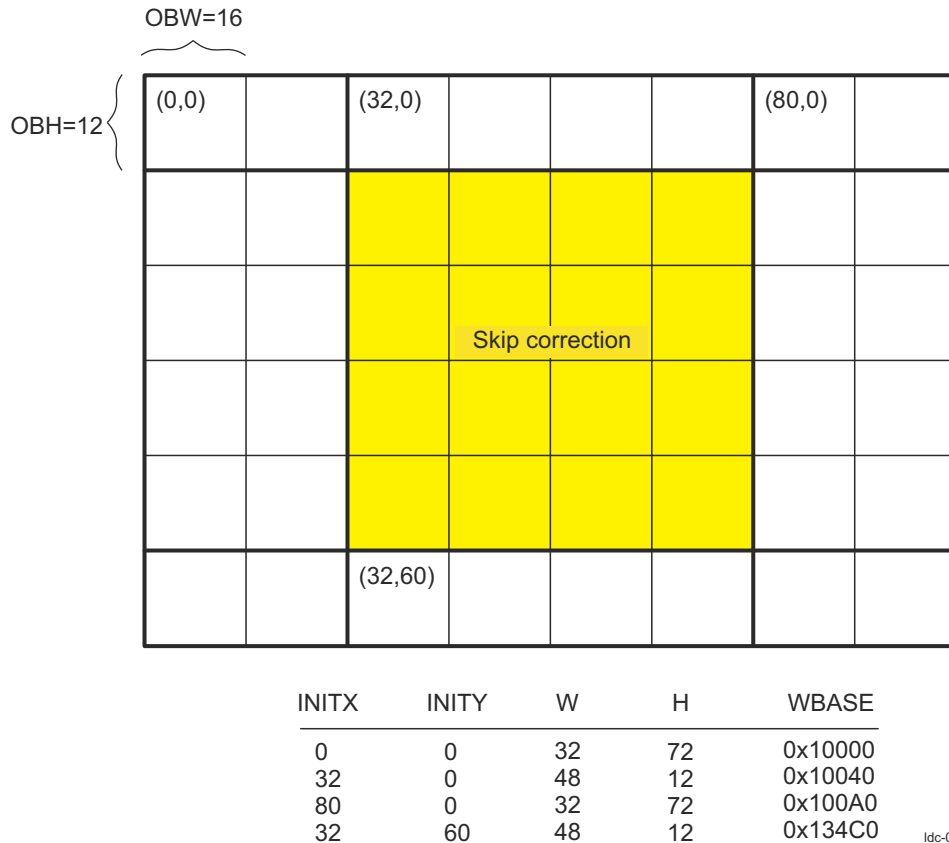 OBW=16
OBH=12
(0,0) (32,0) (80,0)
Skip correction
(32,60)
INITX INITY W H WBASE
0 0 32 72 0x10000
32 0 48 12 0x10040
80 0 32 72 0x100A0
32 60 48 12 0x134C0